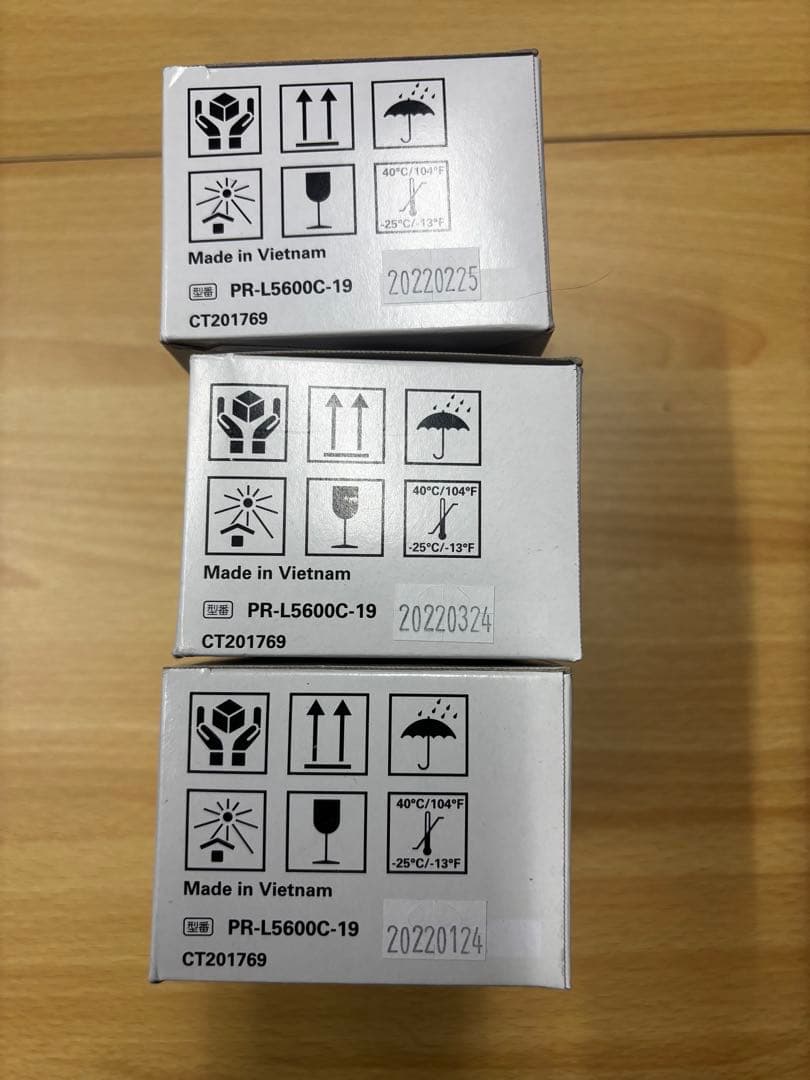 40°C/104°F
-25°C/-13°F
Made in Vietnam
型番 PR-L5600C-19 20220225
CT201769
40°C/104°F
-25°C/-13°F
Made in Vietnam
型番 PR-L5600C-19 20220324
CT201769
40°C/104°F
-25°C/-13°F
Made in Vietnam
型番 PR-L5600C-19 20220124
CT201769